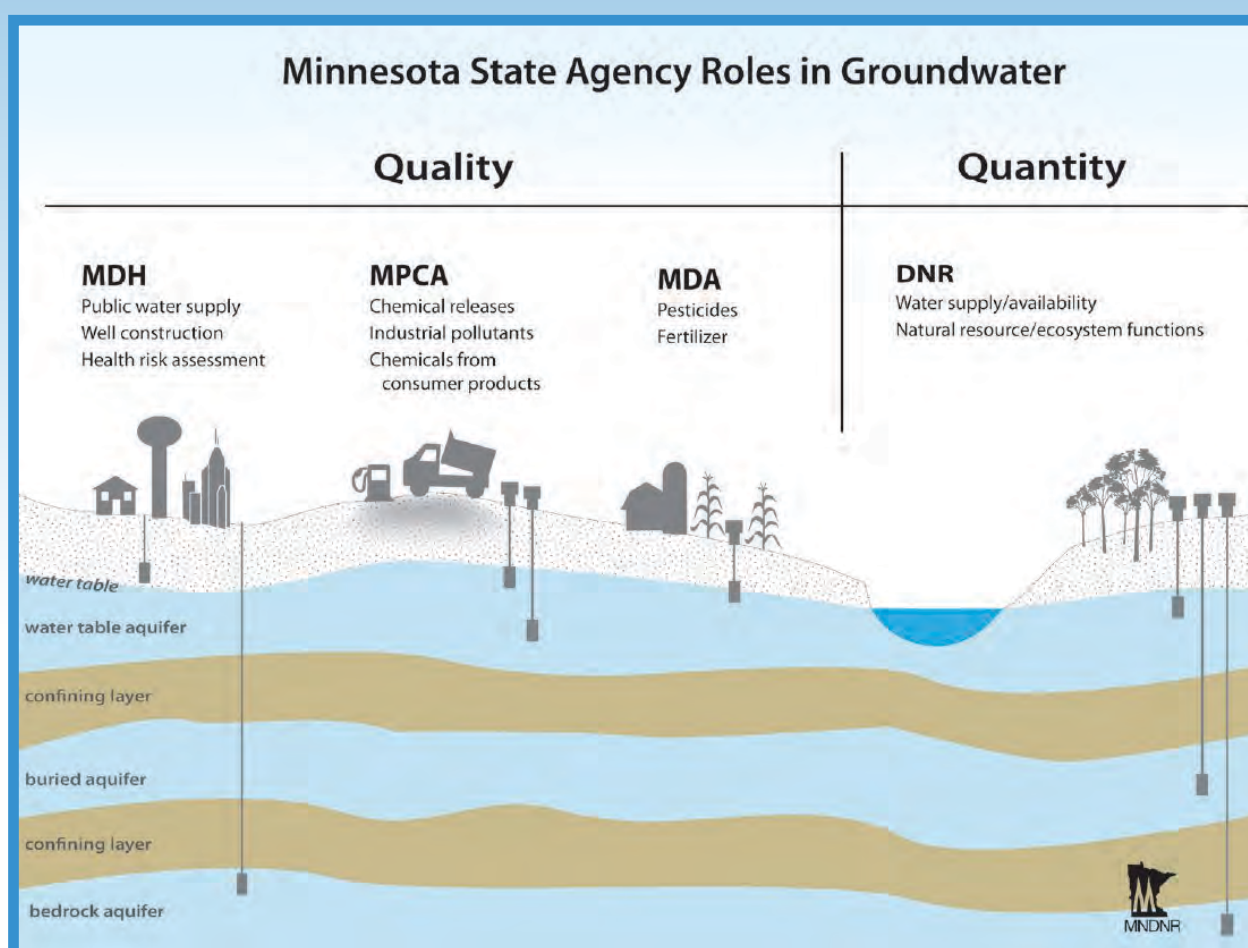 Minnesota State Agency Roles in Groundwater
Quality
Quantity
MDH
Public water supply
Well construction
Health risk assessment
MPCA
Chemical releases
Industrial pollutants
Chemicals from
consumer products
MDA
Pesticides
Fertilizer
DNR
Water supply/availability
Natural resource/ecosystem functions
water table
water table aquifer
confining layer
buried aquifer
confining layer
bedrock aquifer
MNDNR